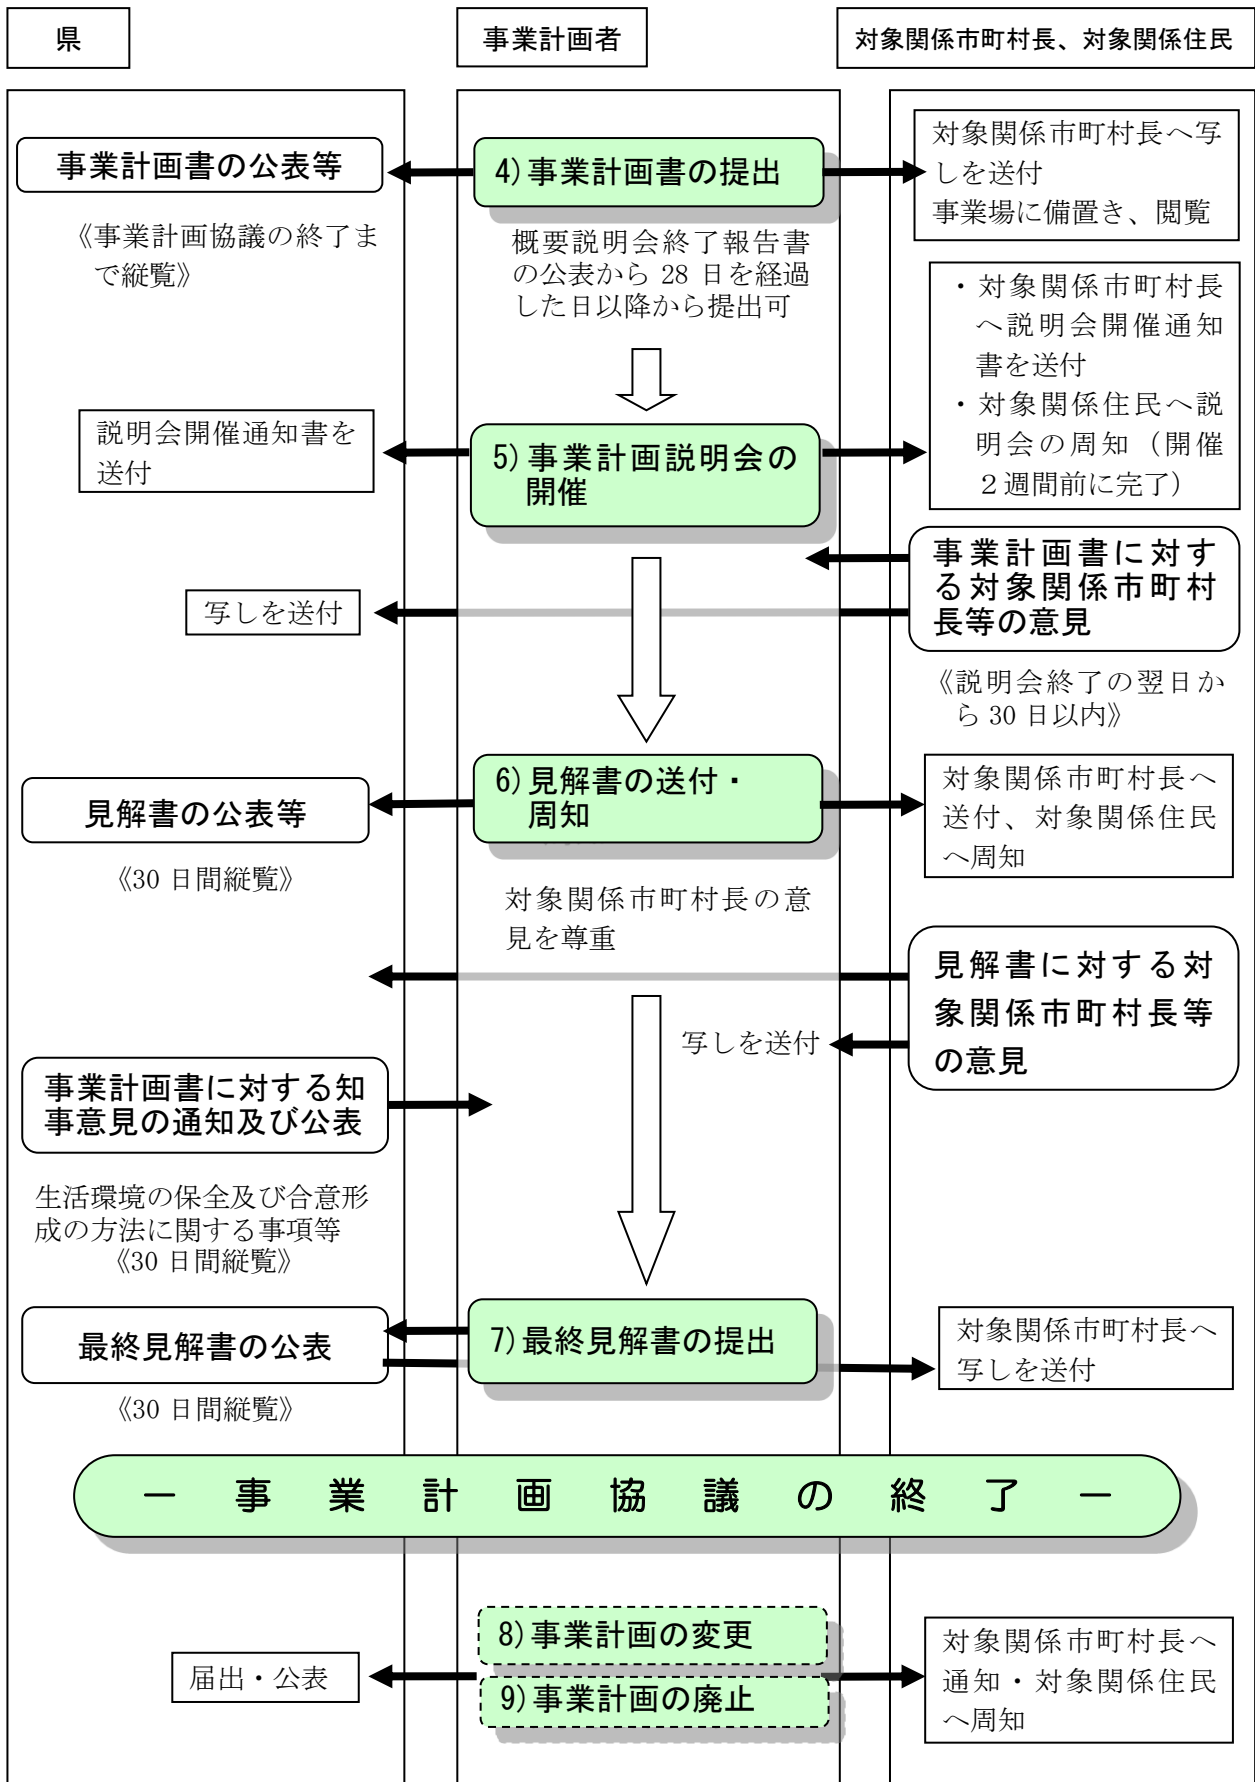 県
事業計画者
対象関係市町村長、対象関係住民
事業計画書の公表等
《事業計画協議の終了ま
で縦覧》
4)事業計画書の提出
概要説明会終了報告書
の公表から 28 日を経過
した日以降から提出可
対象関係市町村長へ写
しを送付
事業場に備置き、閲覧
・対象関係市町村長
へ説明会開催通知
書を送付
・対象関係住民へ説
明会の周知（開催
２週間前に完了）
説明会開催通知書を
送付
5)事業計画説明会の
開催
事業計画書に対す
る対象関係市町村
長等の意見
写しを送付
《説明会終了の翌日か
ら 30 日以内》
6)見解書の送付・
周知
見解書の公表等
《30 日間縦覧》
対象関係市町村長へ
送付、対象関係住民
へ周知
対象関係市町村長の意
見を尊重
見解書に対する対
象関係市町村長等
の意見
写しを送付
事業計画書に対する知
事意見の通知及び公表
生活環境の保全及び合意形
成の方法に関する事項等
《30 日間縦覧》
7)最終見解書の提出
最終見解書の公表
《30 日間縦覧》
対象関係市町村長へ
写しを送付
－事業計画協議の終了－
8)事業計画の変更
9)事業計画の廃止
届出・公表
対象関係市町村長へ
通知・対象関係住民
へ周知